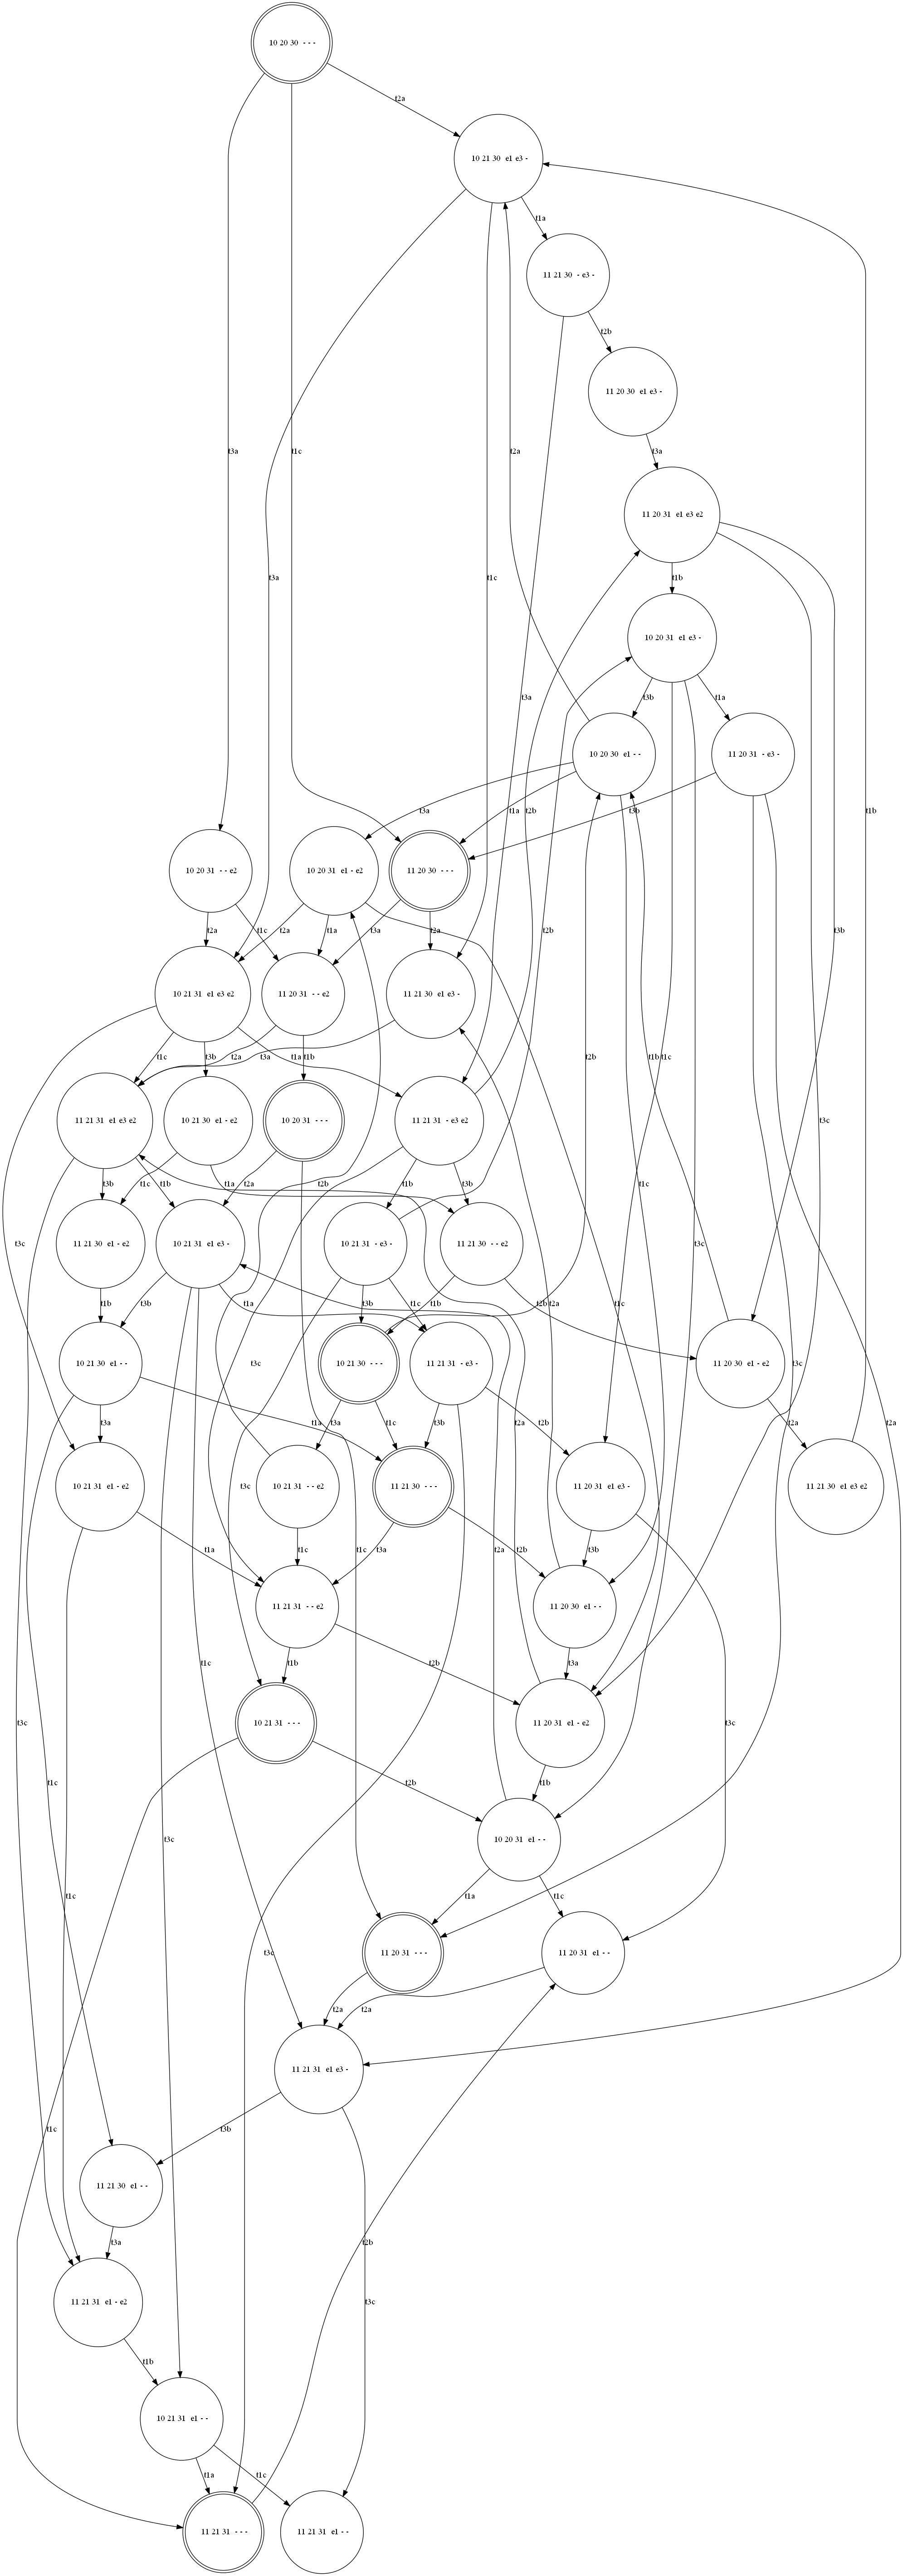 10 20 30 - - -
t2a
10 21 30 e1 e3 -
t1a
11 21 30 - e3 -
t2b
11 20 30 e1 e3 -
t3a
t1c
t2a
t3a
11 20 31 e1 e3 e2
t3a
t1c
t1b
10 20 31 e1 e3 -
t3a
t3b
t1a
10 20 30 e1 - -
11 20 31 - e3 -
t3a
t2b
t1a
t3b
t1b
10 20 31 - - e2
10 20 31 e1 - e2
11 20 30 - - -
t2a
t1c
t2a
t1a
t3a
t2a
t2b
t3b
t3c
10 21 31 e1 e3 e2
11 20 31 - - e2
11 21 30 e1 e3 -
t1c
t3b
t2a
t3a
t1a
t1b
t2b
t1b
t1c
11 21 31 e1 e3 e2
10 21 30 e1 - e2
10 20 31 - - -
11 21 31 - e3 e2
t3b
t1b
t1c
t1a
t2a
t2b
t1b
t3b
t1c
t3c
11 21 30 e1 - e2
10 21 31 e1 e3 -
10 21 31 - e3 -
11 21 30 - - e2
t3c
t1b
t3b
t1a
t3b
t1c
t1b
t2b
t2a
t1c
10 21 30 e1 - -
t3c
10 21 30 - - -
11 21 31 - e3 -
11 20 30 e1 - e2
t3c
t3a
t1a
t3a
t1c
t3b
t2b
t2a
t2a
t2a
10 21 31 e1 - e2
10 21 31 - - e2
t3c
11 21 30 - - -
11 20 31 e1 e3 -
11 21 30 e1 e3 e2
t1a
t1c
t1c
t3a
t2a
t2b
t3b
11 21 31 - - e2
11 20 30 e1 - -
t1c
t1b
t2b
t3a
t3c
10 21 31 - - -
11 20 31 e1 - e2
t3c
t1c
t2b
t1b
t3c
10 20 31 e1 - -
t1c
t1a
t1c
t3c
11 20 31 - - -
11 20 31 e1 - -
t2a
t2a
11 21 31 e1 e3 -
t1c
t3b
11 21 30 e1 - -
t3a
t2b
11 21 31 e1 - e2
t3c
t1b
10 21 31 e1 - -
t1a
t1c
11 21 31 - - -
11 21 31 e1 - -